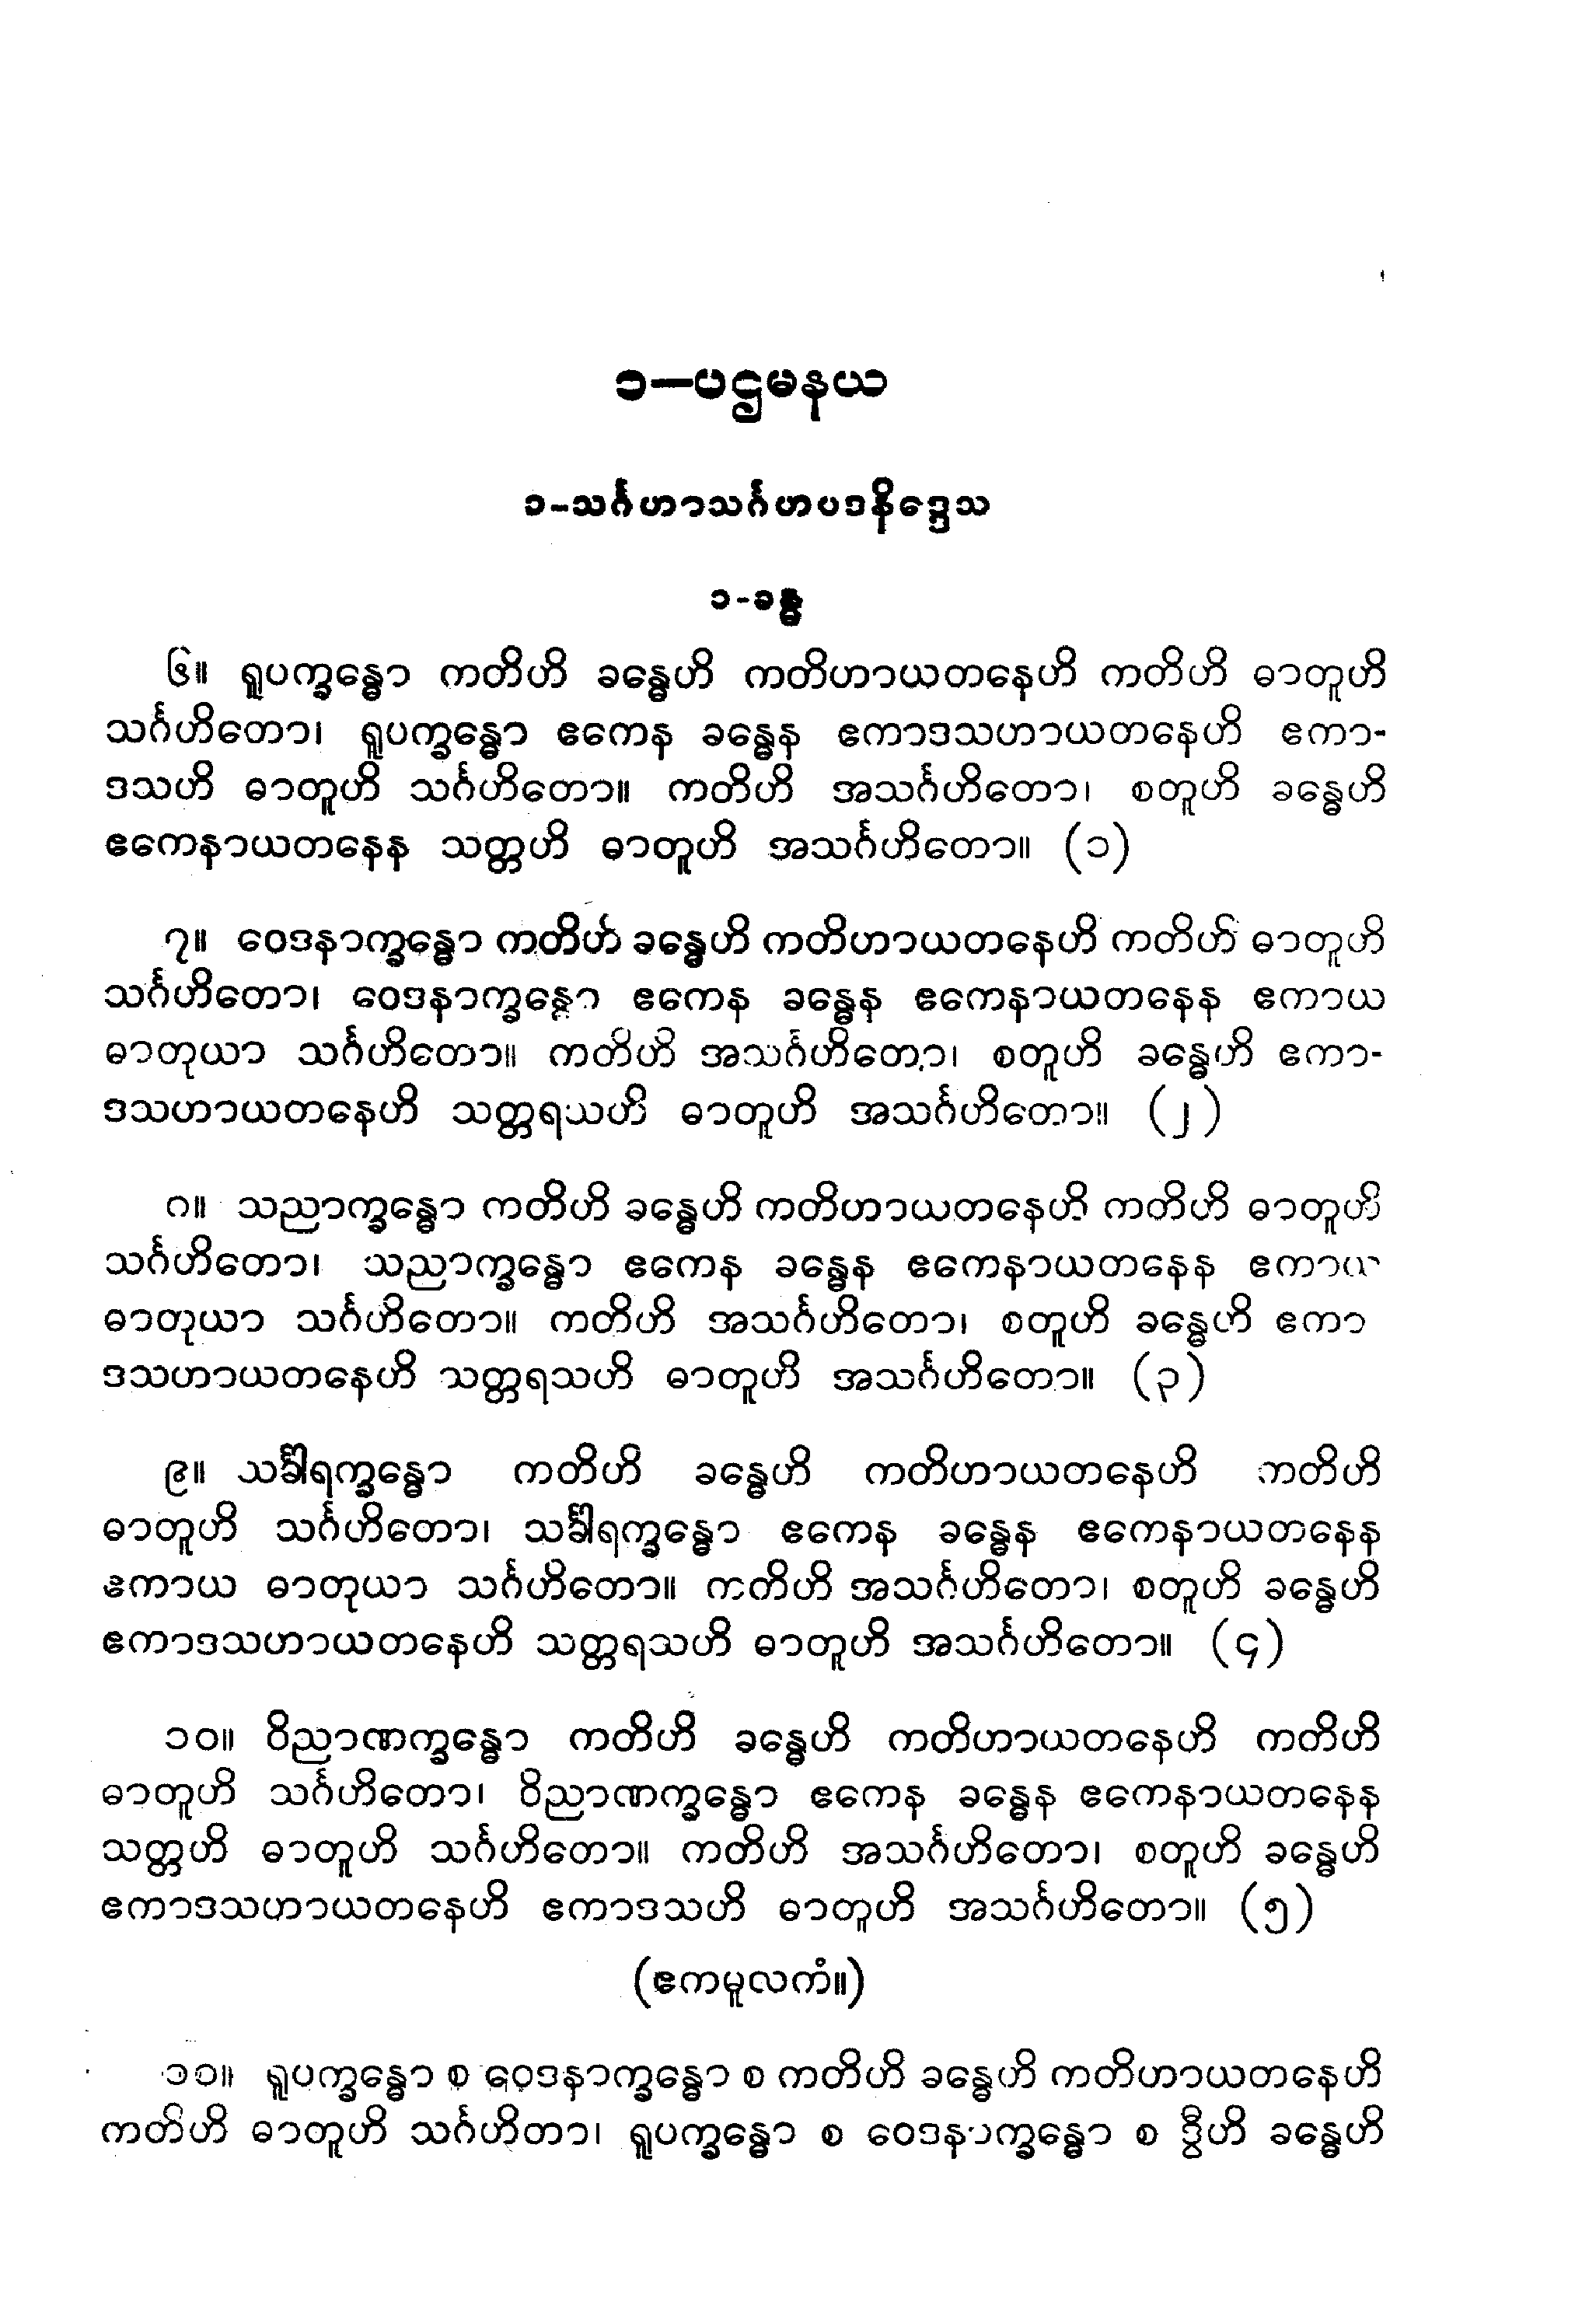 ၁—ပဌမနယ
၁-သင်္ဂဟာသင်္ဂဟပဒနိဒ္ဒေသ
၁-ခန္ဓ
၆။ ရူပက္ခန္ဓော ကတိဟိ ခန္ဓေဟိ ကတိဟာယတနေဟိ ကတိဟိ ဓာတူဟိ
သင်္ဂဟိတော၊ ရူပက္ခန္ဓော ဧကေန ခန္ဓေန ဧကာဒသဟာယတနေဟိ ဧကာ-
ဒသဟိ ဓာတူဟိ သင်္ဂဟိတော။ ကတိဟိ အသင်္ဂဟိတော၊ စတူဟိ ခန္ဓေဟိ
ဧကေနာယတနေန သတ္တဟိ ဓာတူဟိ အသင်္ဂဟိတော။ (၁)
၇။ ဝေဒနာက္ခန္ဓော ကတိဟိ ခန္ဓေဟိ ကတိဟာယတနေဟိ ကတိဟိ ဓာတူဟိ
သင်္ဂဟိတော၊ ဝေဒနာက္ခန္ဓော ဧကေန ခန္ဓေန ဧကေနာယတနေန ဧကာယ
ဓာတုယာ သင်္ဂဟိတော။ ကတိဟိ အသင်္ဂဟိတော၊ စတူဟိ ခန္ဓေဟိ ဧကာ-
ဒသဟာယတနေဟိ သတ္တရသဟိ ဓာတူဟိ အသင်္ဂဟိတော။ (၂)
၈။ သညာက္ခန္ဓော ကတိဟိ ခန္ဓေဟိ ကတိဟာယတနေဟိ ကတိဟိ ဓာတူဟိ
သင်္ဂဟိတော၊ သညာက္ခန္ဓော ဧကေန ခန္ဓေန ဧကေနာယတနေန ဧကာယ
ဓာတုယာ သင်္ဂဟိတော။ ကတိဟိ အသင်္ဂဟိတော၊ စတူဟိ ခန္ဓေဟိ ဧကာ
ဒသဟာယတနေဟိ သတ္တရသဟိ ဓာတူဟိ အသင်္ဂဟိတော။ (၃)
၉။ သင်္ခါရက္ခန္ဓော ကတိဟိ ခန္ဓေဟိ ကတိဟာယတနေဟိ ကတိဟိ
ဓာတူဟိ သင်္ဂဟိတော၊ သင်္ခါရက္ခန္ဓော ဧကေန ခန္ဓေန ဧကေနာယတနေန
ဧကာယ ဓာတုယာ သင်္ဂဟိတော။ ကတိဟိ အသင်္ဂဟိတော၊ စတူဟိ ခန္ဓေဟိ
ဧကာဒသဟာယတနေဟိ သတ္တရသဟိ ဓာတူဟိ အသင်္ဂဟိတော။ (၄)
၁၀။ ဝိညာဏက္ခန္ဓော ကတိဟိ ခန္ဓေဟိ ကတိဟာယတနေဟိ ကတိဟိ
ဓာတူဟိ သင်္ဂဟိတော၊ ဝိညာဏက္ခန္ဓော ဧကေန ခန္ဓေန ဧကေနာယတနေန
သတ္တဟိ ဓာတူဟိ သင်္ဂဟိတော။ ကတိဟိ အသင်္ဂဟိတော၊ စတူဟိ ခန္ဓေဟိ
ဧကာဒသဟာယတနေဟိ ဧကာဒသဟိ ဓာတူဟိ အသင်္ဂဟိတော။ (၅)
(ဧကမူလကံ။)
၁၁။ ရူပက္ခန္ဓော စ ဝေဒနာက္ခန္ဓော စ ကတိဟိ ခန္ဓေဟိ ကတိဟာယတနေဟိ
ကတိဟိ ဓာတူဟိ သင်္ဂဟိတာ၊ ရူပက္ခန္ဓော စ ဝေဒနာက္ခန္ဓော စ ဒွီဟိ ခန္ဓေဟိ